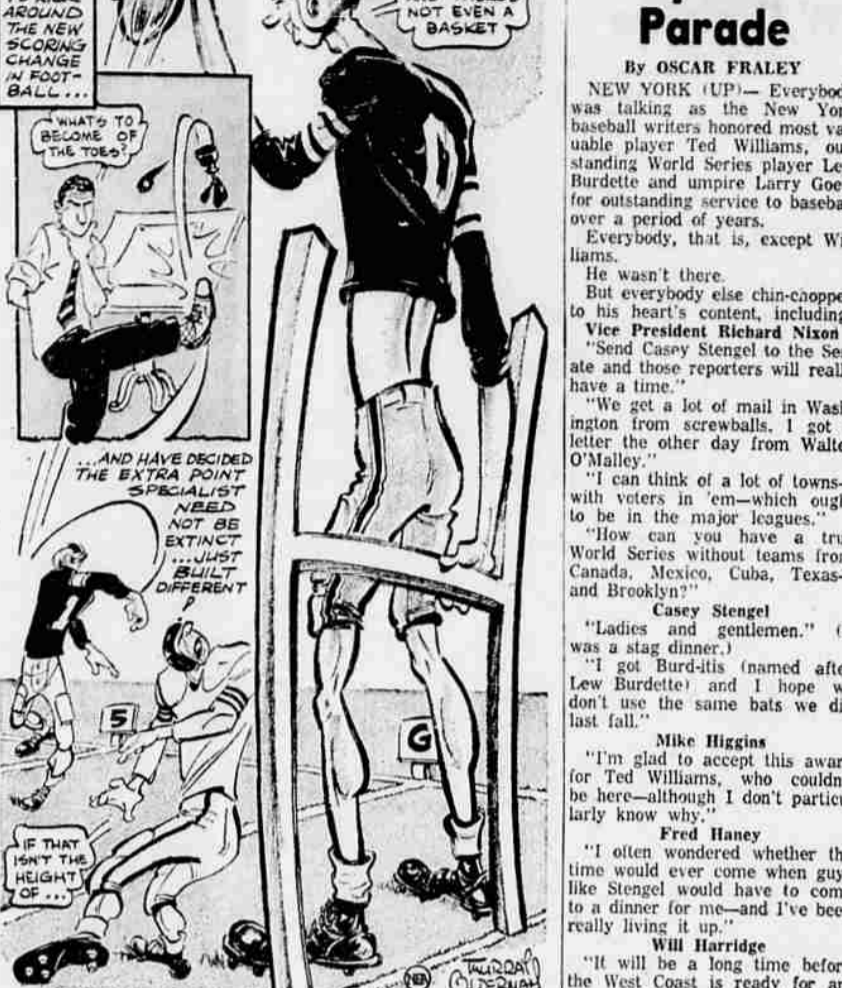 AROUND
THE NEW
SCORING
CHANGE
IN FOOT-
BALL...
NOT EVEN A
BASKET
WHAT'S TO
BECOME OF
THE TOES?
...AND HAVE DECIDED
THE EXTRA POINT
SPECIALIST
NEED
NOT BE
EXTINCT
...JUST
BUILT
DIFFERENT
1
5
G
IF THAT
ISN'T THE
HEIGHT
OF...
NEA
MURRAY
OLDERMAN
Parade
By OSCAR FRALEY
NEW YORK (UP)— Everybod
was talking as the New Yor
baseball writers honored most va
uable player Ted Williams, ou
standing World Series player Le
Burdette and umpire Larry Goe
for outstanding service to baseba
over a period of years.
Everybody, that is, except Wi
liams.
He wasn't there.
But everybody else chin-choppe
to his heart's content, including
Vice President Richard Nixon
"Send Casey Stengel to the Se
ate and those reporters will reall
have a time."
"We get a lot of mail in Wash
ington from screwballs. I got
letter the other day from Walte
O'Malley."
"I can think of a lot of towns—
with voters in 'em—which ough
to be in the major leagues."
"How can you have a tru
World Series without teams from
Canada, Mexico, Cuba, Texas—
and Brooklyn?"
Casey Stengel
"Ladies and gentlemen." (
was a stag dinner.)
"I got Burd-itis (named afte
Lew Burdette) and I hope w
don't use the same bats we di
last fall."
Mike Higgins
"I'm glad to accept this awar
for Ted Williams, who couldn
be here—although I don't particu
larly know why."
Fred Haney
"I often wondered whether th
time would ever come when guy
like Stengel would have to com
to a dinner for me—and I've bee
really living it up."
Will Harridge
"It will be a long time befor
the West Coast is ready for an